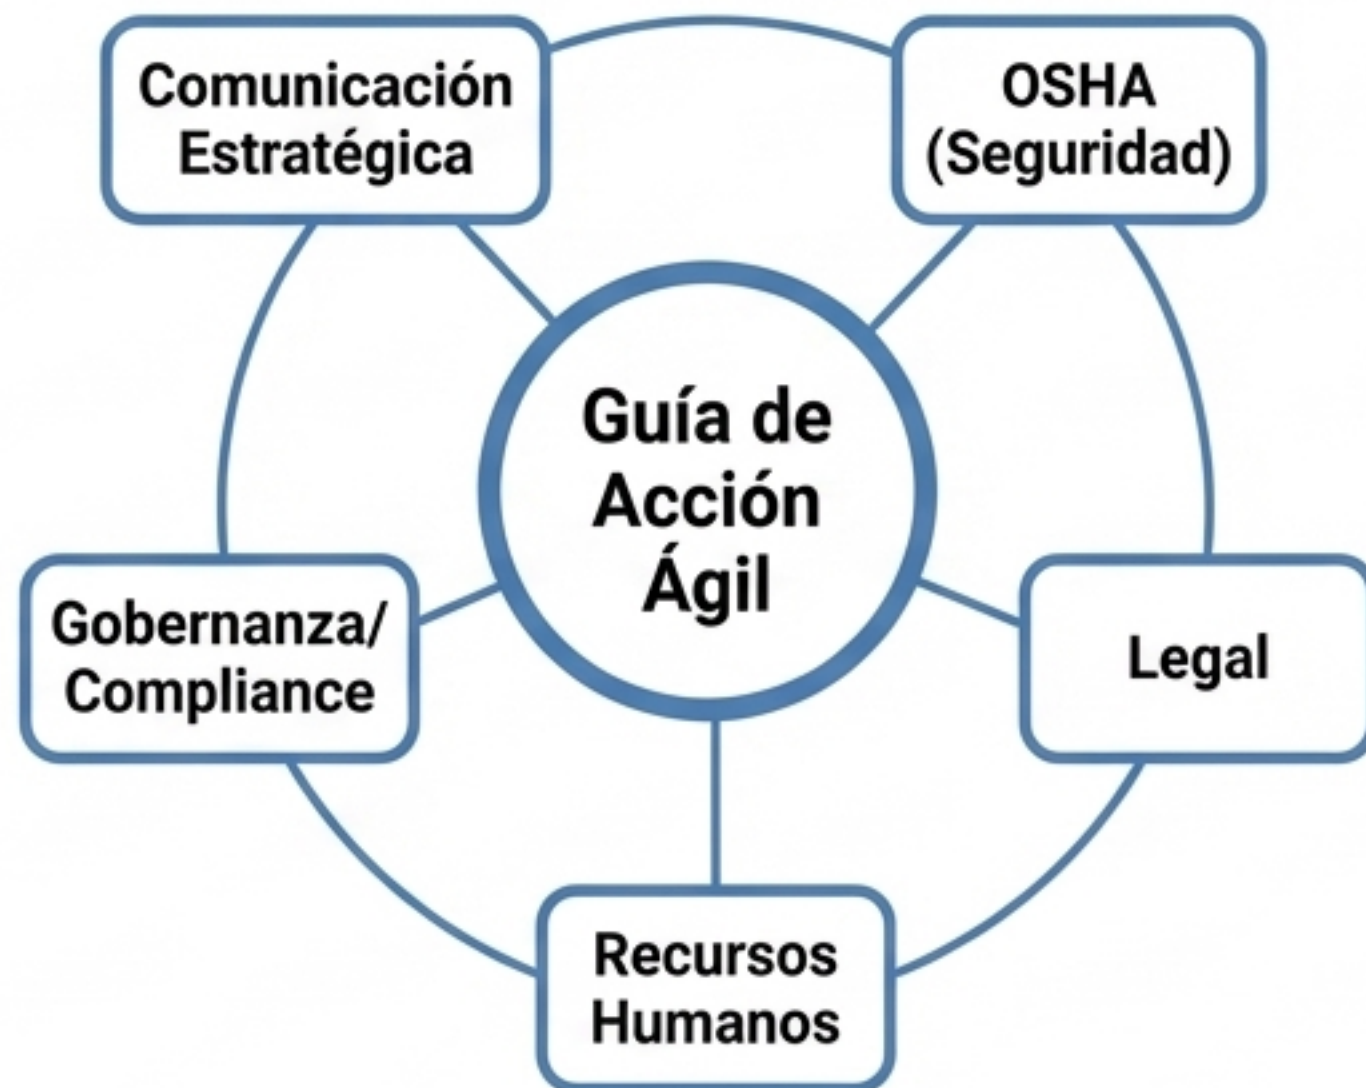 Comunicación
Estratégica
OSHA
(Seguridad)
Guía de
Acción
Ágil
Gobernanza/
Compliance
Legal
Recursos
Humanos